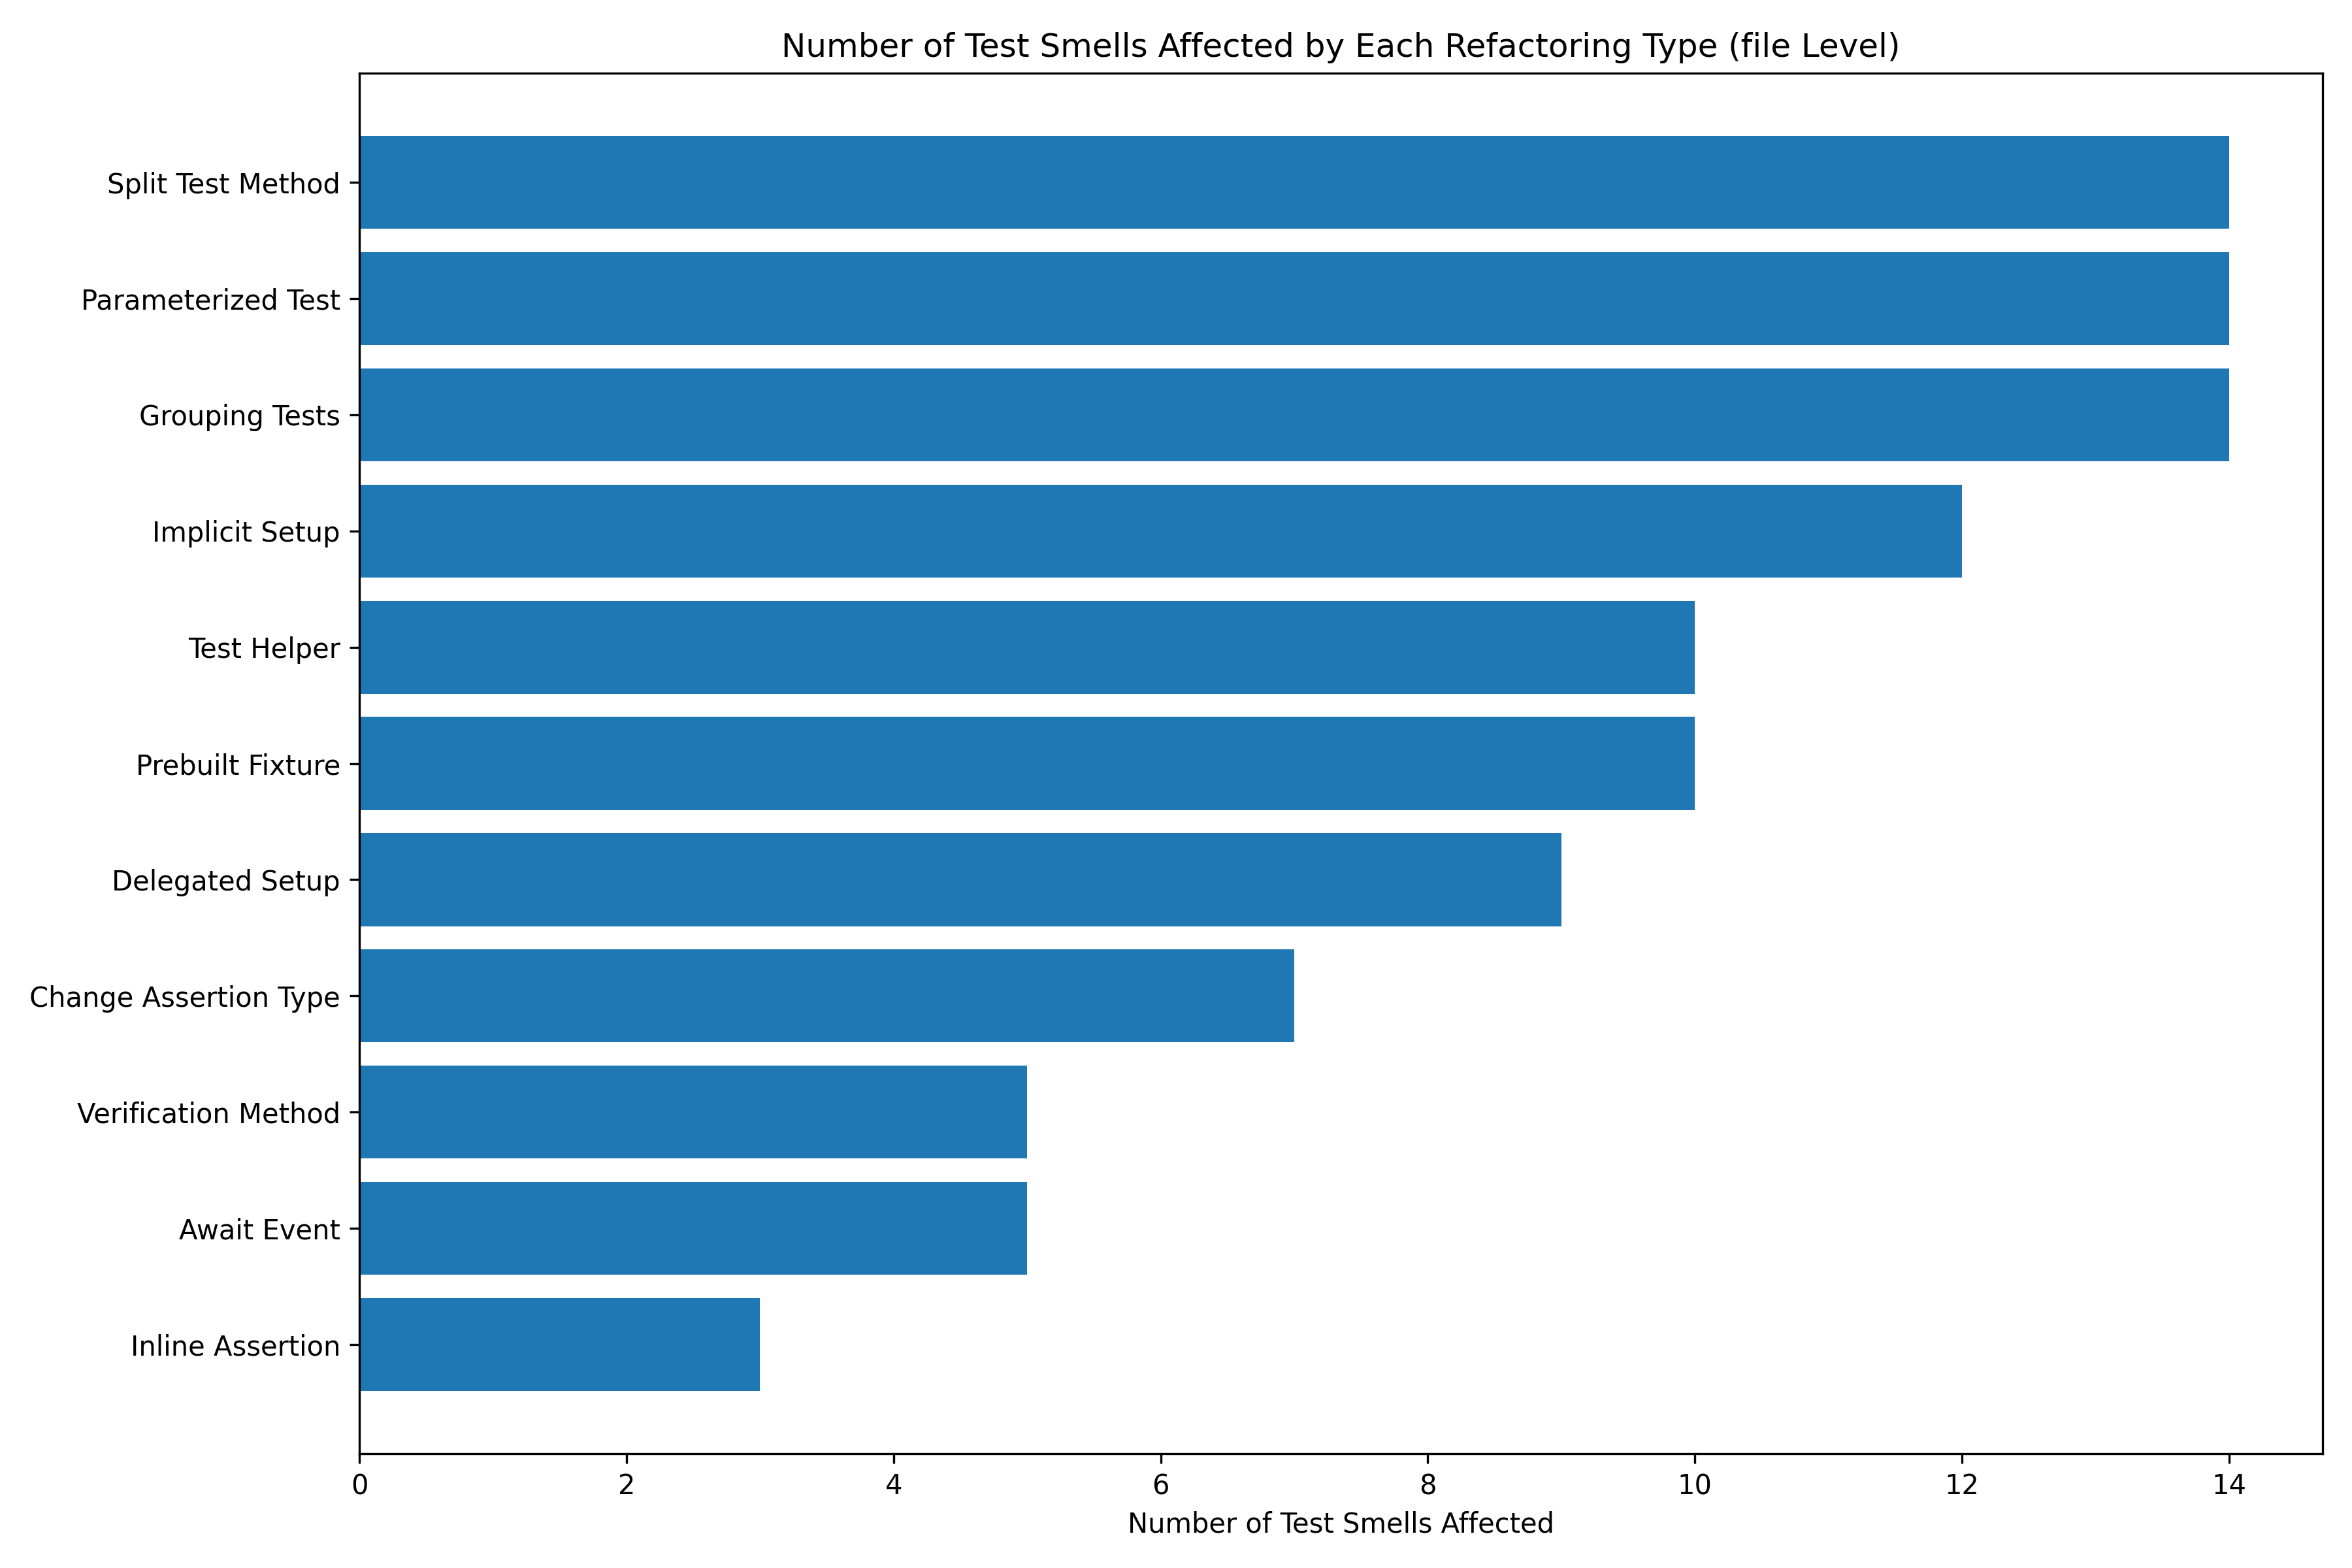 Number of Test Smells Affected by Each Refactoring Type (file Level)
Split Test Method
Parameterized Test
Grouping Tests
Implicit Setup
Test Helper
Prebuilt Fixture
Delegated Setup
Change Assertion Type
Verification Method
Await Event
Inline Assertion
0 2 4 6 8 10 12 14
Number of Test Smells Affected